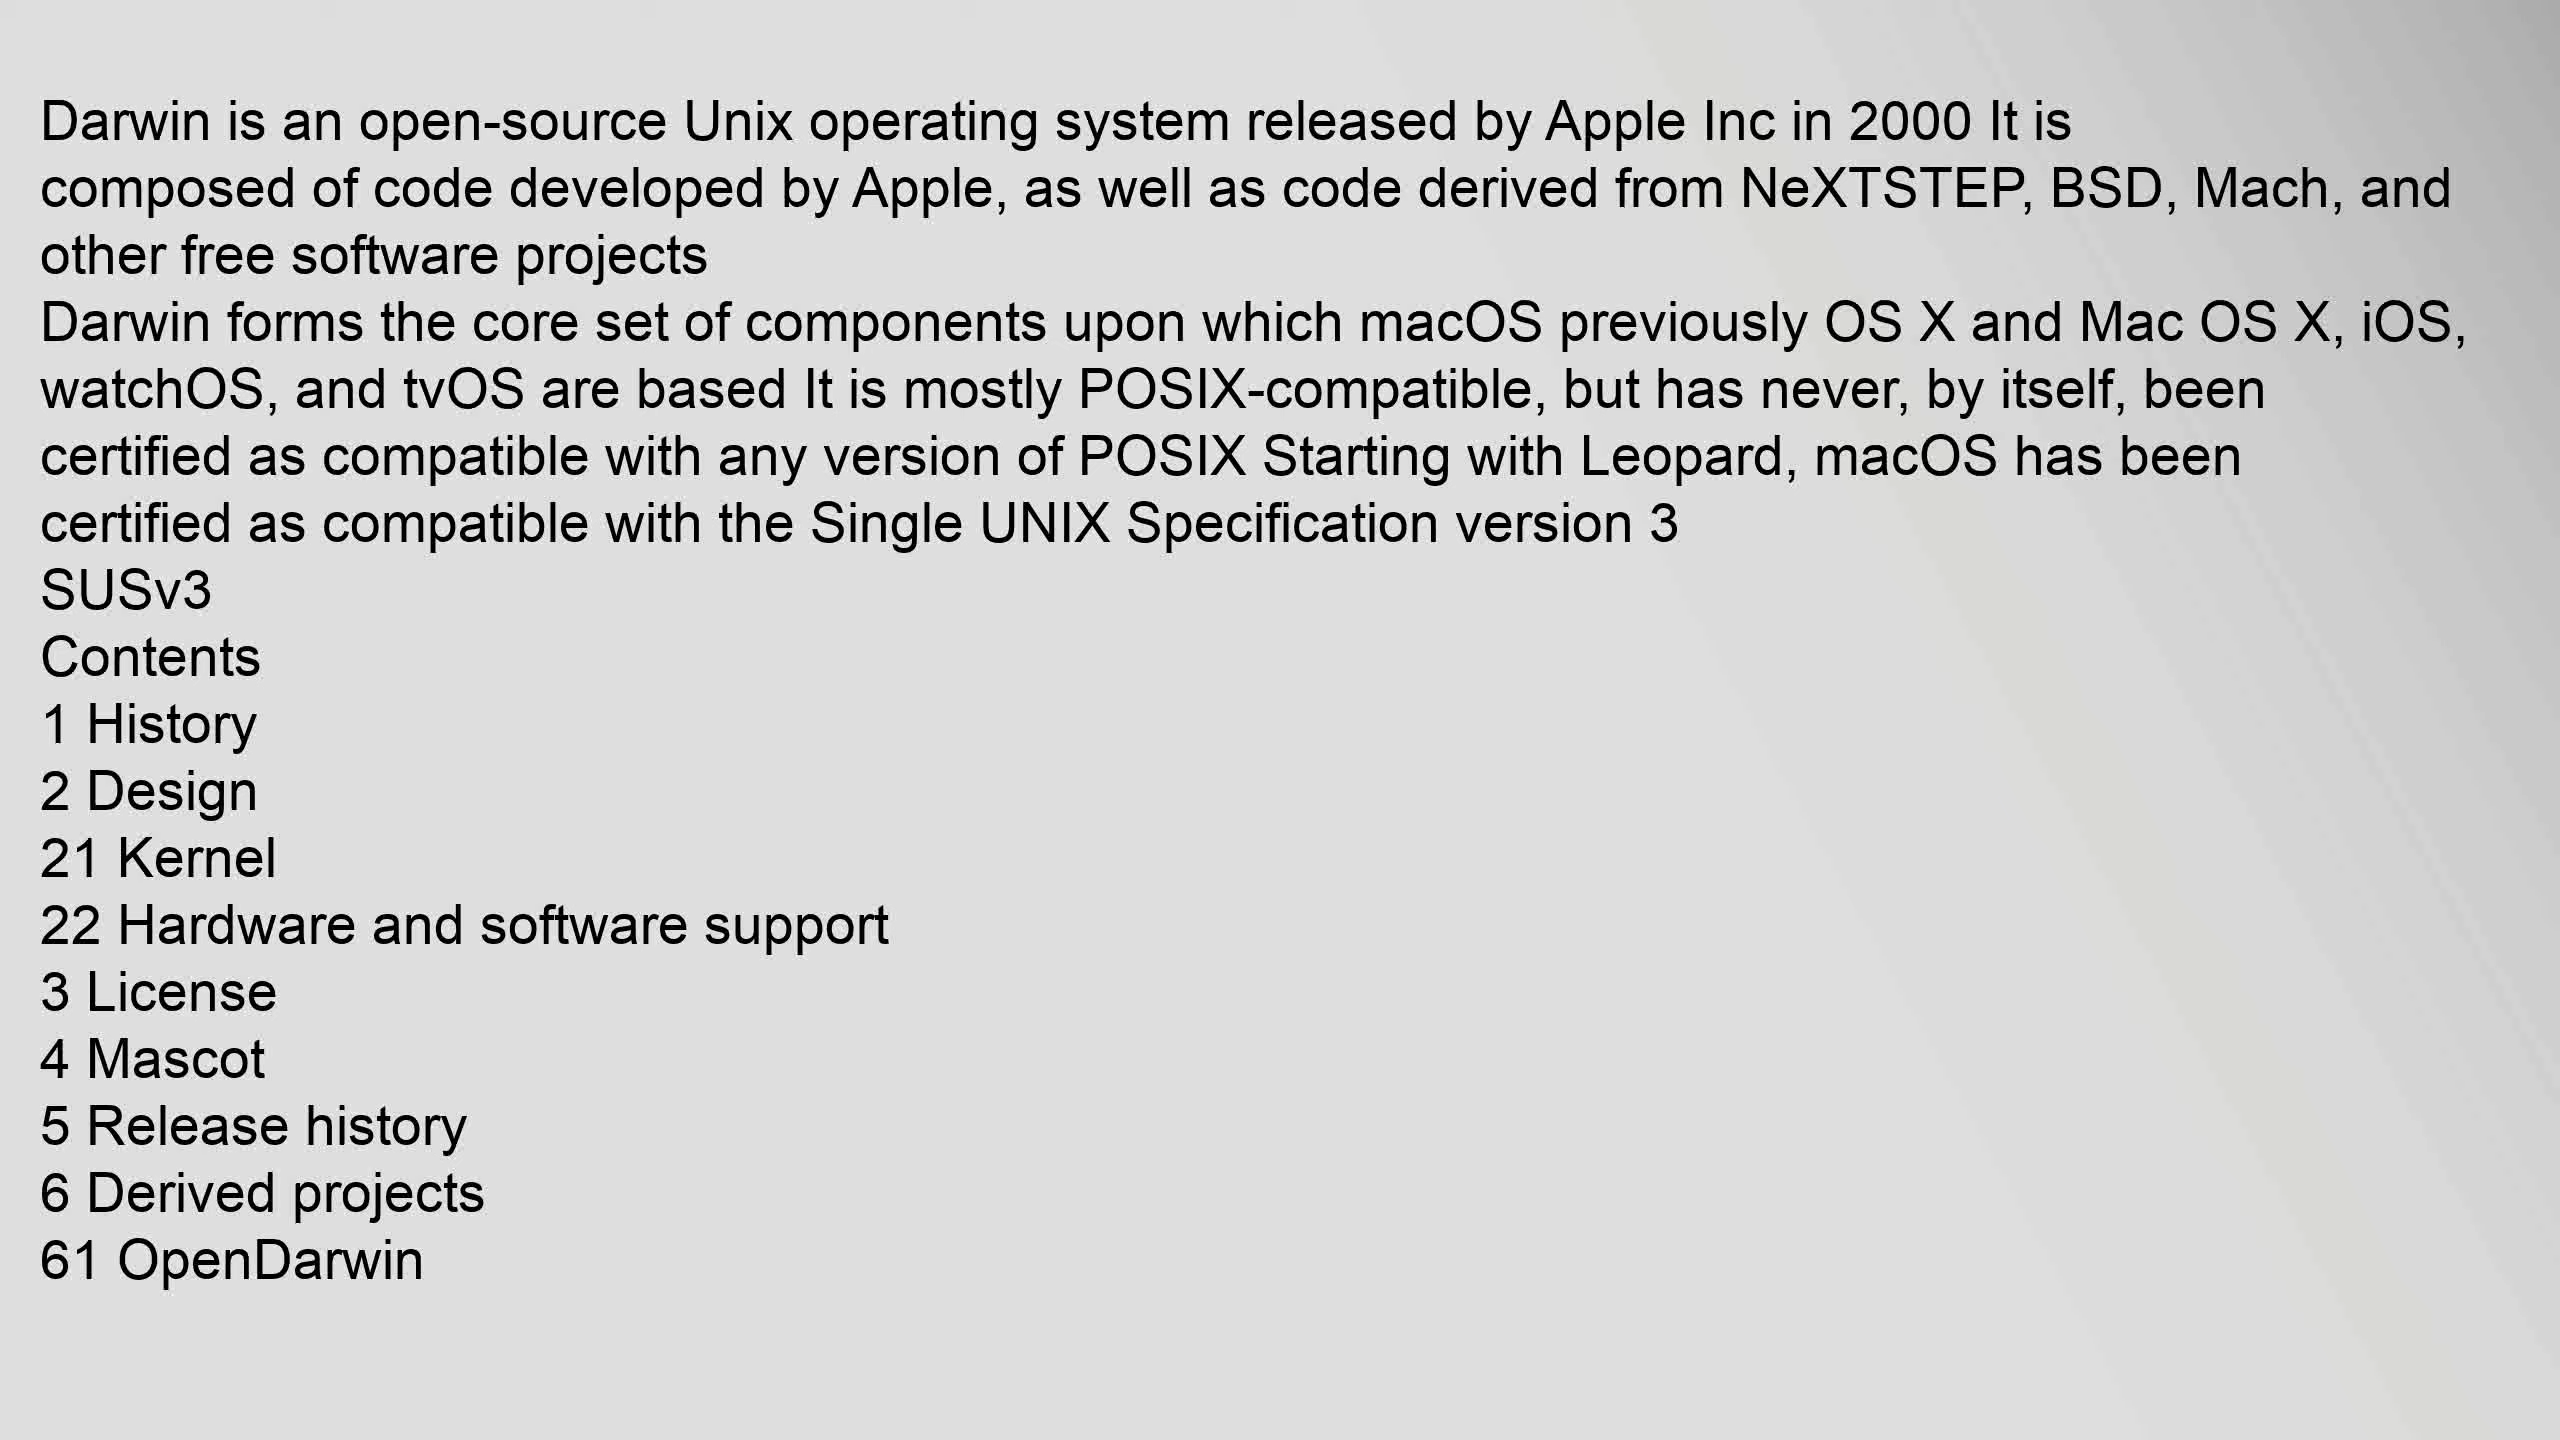 Darwin is an open-source Unix operating system released by Apple Inc in 2000 It is
composed of code developed by Apple, as well as code derived from NeXTSTEP, BSD, Mach, and
other free software projects
Darwin forms the core set of components upon which macOS previously OS X and Mac OS X, iOS,
watchOS, and tvOS are based It is mostly POSIX-compatible, but has never, by itself, been
certified as compatible with any version of POSIX Starting with Leopard, macOS has been
certified as compatible with the Single UNIX Specification version 3
SUSv3
Contents
1 History
2 Design
21 Kernel
22 Hardware and software support
3 License
4 Mascot
5 Release history
6 Derived projects
61 OpenDarwin